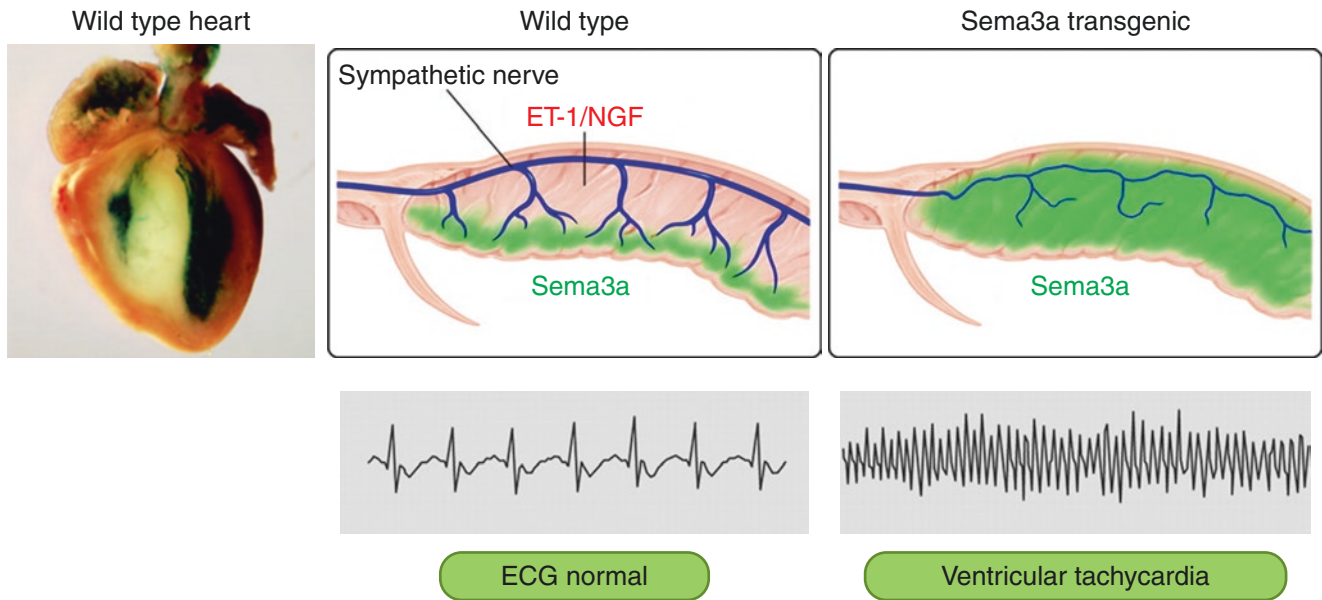 Wild type heart
Wild type
Sema3a transgenic
Sympathetic nerve
ET-1/NGF
Sema3a
Sema3a
ECG normal
Ventricular tachycardia